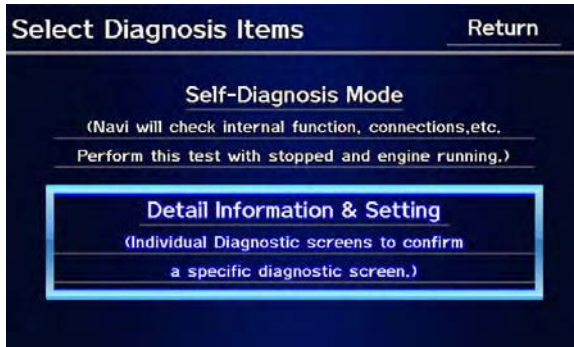 Select Diagnosis Items
Return
Self-Diagnosis Mode
(Navi will check internal function, connections,etc.
Perform this test with stopped and engine running.)
Detail Information & Setting
(Individual Diagnostic screens to confirm
a specific diagnostic screen.)